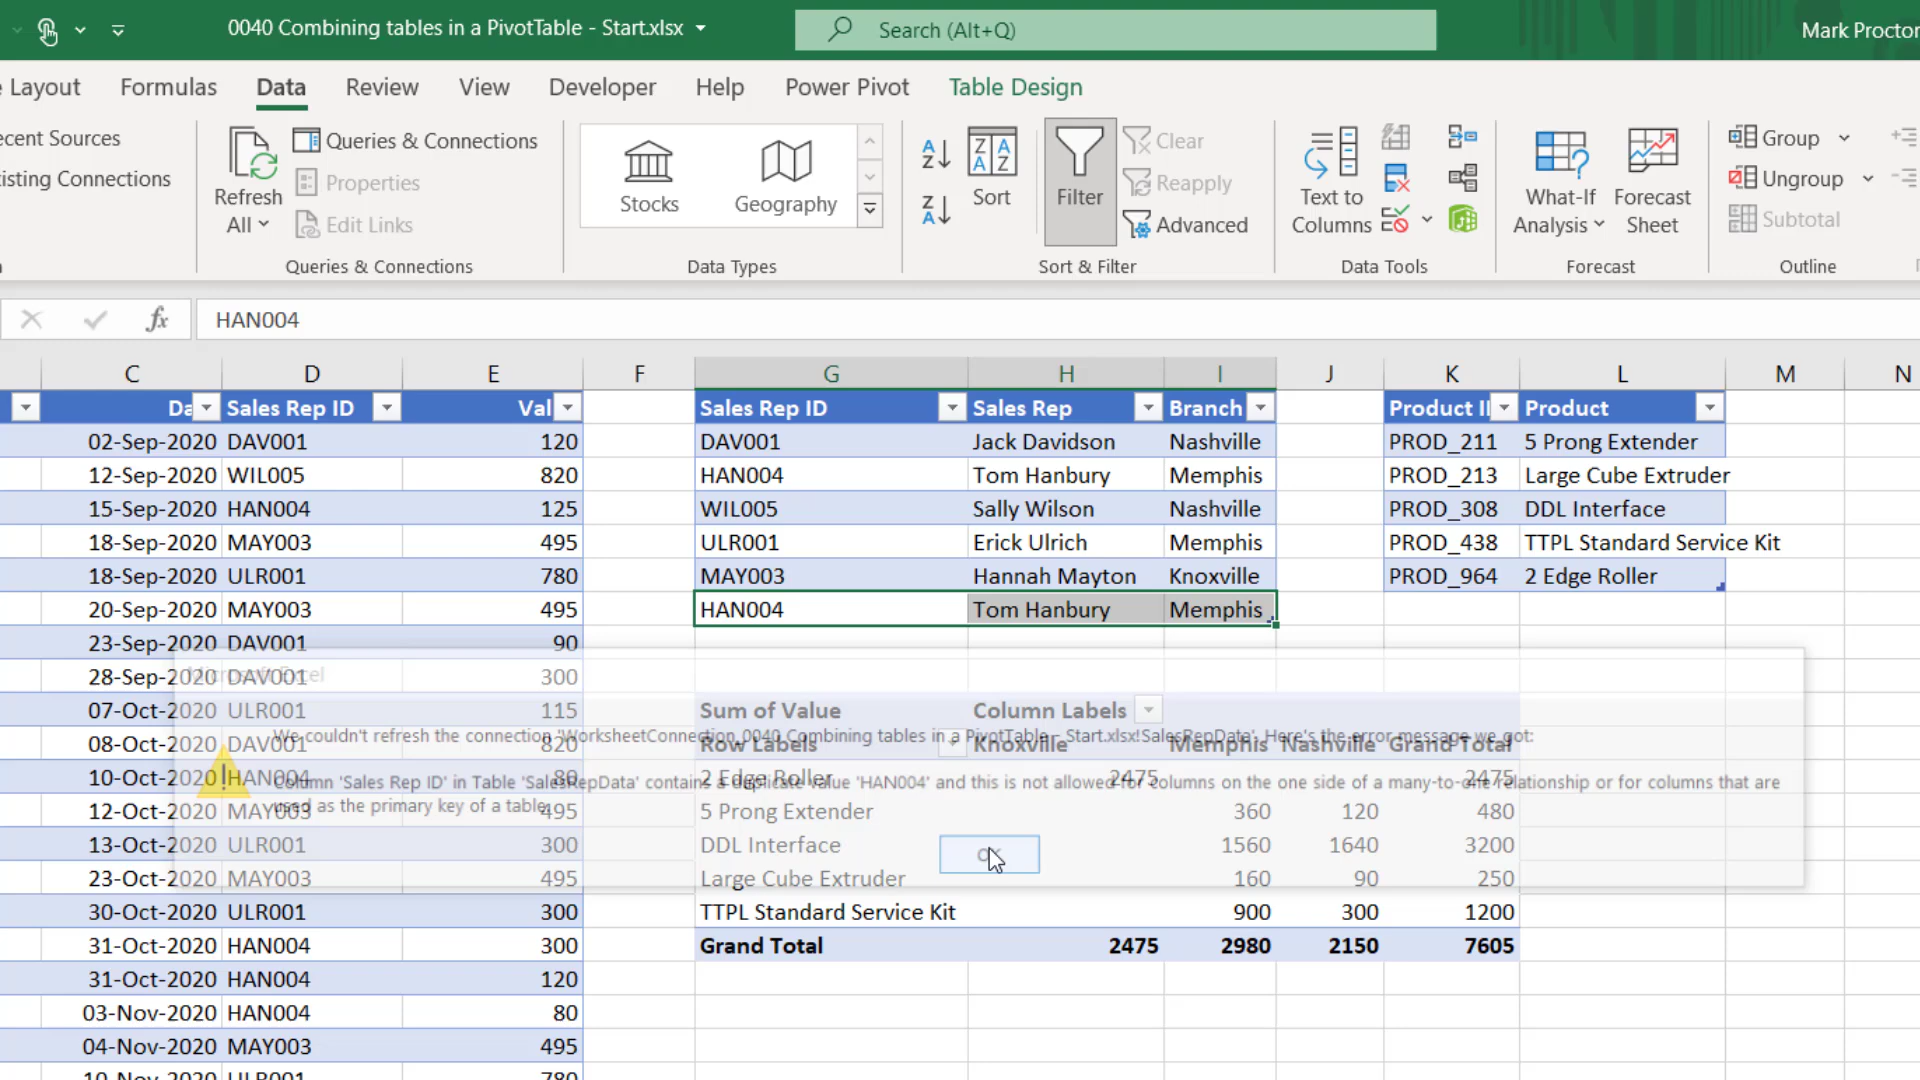 0040 Combining tables in a PivotTable - Start.xlsx
Search (Alt+Q)
Mark Proctor
Layout Formulas Data Review View Developer Help Power Pivot Table Design
ecent Sources
isting Connections
Refresh All
Queries & Connections
Properties
Edit Links
Queries & Connections
Stocks
Geography
Data Types
Sort
Filter
Clear
Reapply
Advanced
Sort & Filter
Text to Columns
Data Tools
What-If Analysis
Forecast Sheet
Forecast
Group
Ungroup
Subtotal
Outline
fx HAN004
C D E F G H I J K L M N
Da Sales Rep ID Val Sales Rep ID Sales Rep Branch Product I Product
02-Sep-2020 DAV001 120 DAV001 Jack Davidson Nashville PROD_211 5 Prong Extender
12-Sep-2020 WIL005 820 HAN004 Tom Hanbury Memphis PROD_213 Large Cube Extruder
15-Sep-2020 HAN004 125 WIL005 Sally Wilson Nashville PROD_308 DDL Interface
18-Sep-2020 MAY003 495 ULR001 Erick Ulrich Memphis PROD_438 TTPL Standard Service Kit
18-Sep-2020 ULR001 780 MAY003 Hannah Mayton Knoxville PROD_964 2 Edge Roller
20-Sep-2020 MAY003 495 HAN004 Tom Hanbury Memphis
23-Sep-2020 DAV001 90
28-Sep-2020 DAV001 300
07-Oct-2020 ULR001 115 Sum of Value Column Labels
08-Oct-2020 DAV001 820 Row Labels Knoxville Memphis Nashville Grand Total
10-Oct-2020 HAN004 80 2 Edge Roller 2475 2475
12-Oct-2020 MAY003 495 5 Prong Extender 360 120 480
13-Oct-2020 ULR001 300 DDL Interface 1560 1640 3200
23-Oct-2020 MAY003 495 Large Cube Extruder 160 90 250
30-Oct-2020 ULR001 300 TTPL Standard Service Kit 900 300 1200
31-Oct-2020 HAN004 300 Grand Total 2475 2980 2150 7605
31-Oct-2020 HAN004 120
03-Nov-2020 HAN004 80
04-Nov-2020 MAY003 495
10-Nov-2020 ULR001 780
Microsoft Excel
We couldn't refresh the connection 'WorksheetConnection_0040 Combining tables in a PivotTable - Start.xlsx!SalesRepData'. Here's the error message we got:
Column 'Sales Rep ID' in Table 'SalesRepData' contains a duplicate value 'HAN004' and this is not allowed for columns on the one side of a many-to-one relationship or for columns that are
used as the primary key of a table.